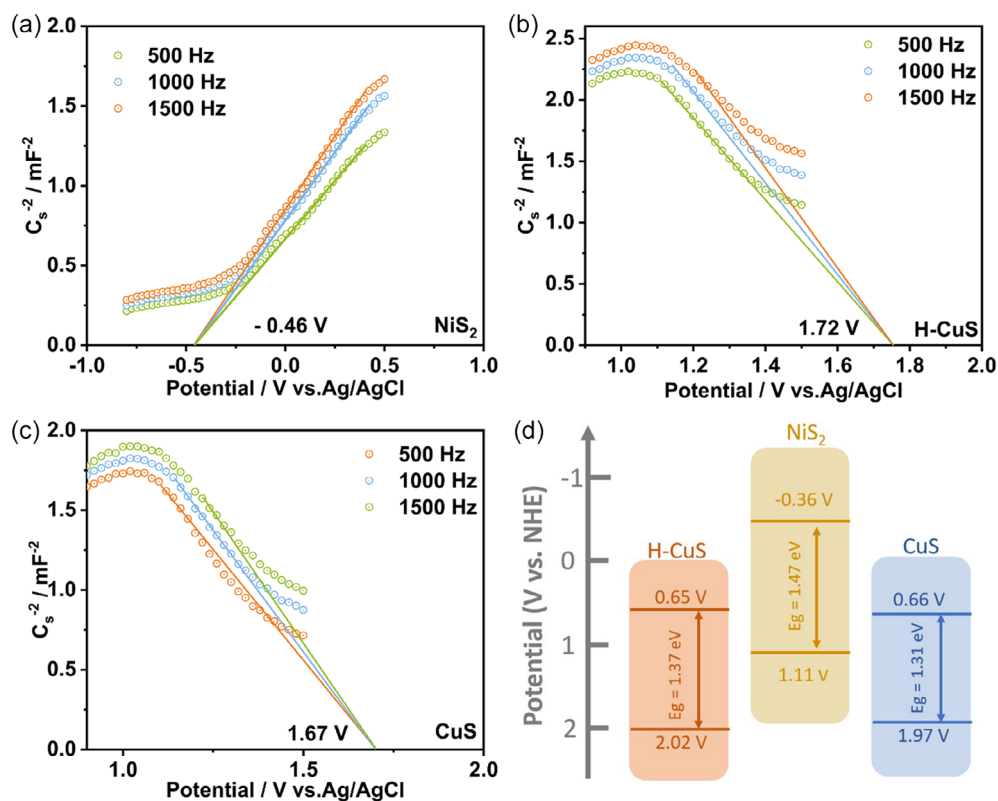 (a)
500 Hz
1000 Hz
1500 Hz
2.0
1.5
1.0
0.5
0.0
Cₛ⁻² / mF⁻²
- 0.46 V
NiS₂
-1.0 -0.5 0.0 0.5 1.0
Potential / V vs.Ag/AgCl
(b)
500 Hz
1000 Hz
1500 Hz
2.5
2.0
1.5
1.0
0.5
0.0
Cₛ⁻² / mF⁻²
1.72 V
H-CuS
1.0 1.2 1.4 1.6 1.8 2.0
Potential / V vs.Ag/AgCl
(c)
500 Hz
1000 Hz
1500 Hz
2.0
1.5
1.0
0.5
0.0
Cₛ⁻² / mF⁻²
1.67 V
CuS
1.0 1.5 2.0
Potential / V vs.Ag/AgCl
(d)
Potential (V vs. NHE)
-1
0
1
2
H-CuS
0.65 V
Eg = 1.37 eV
2.02 V
NiS₂
-0.36 V
Eg = 1.47 eV
1.11 V
CuS
0.66 V
Eg = 1.31 eV
1.97 V